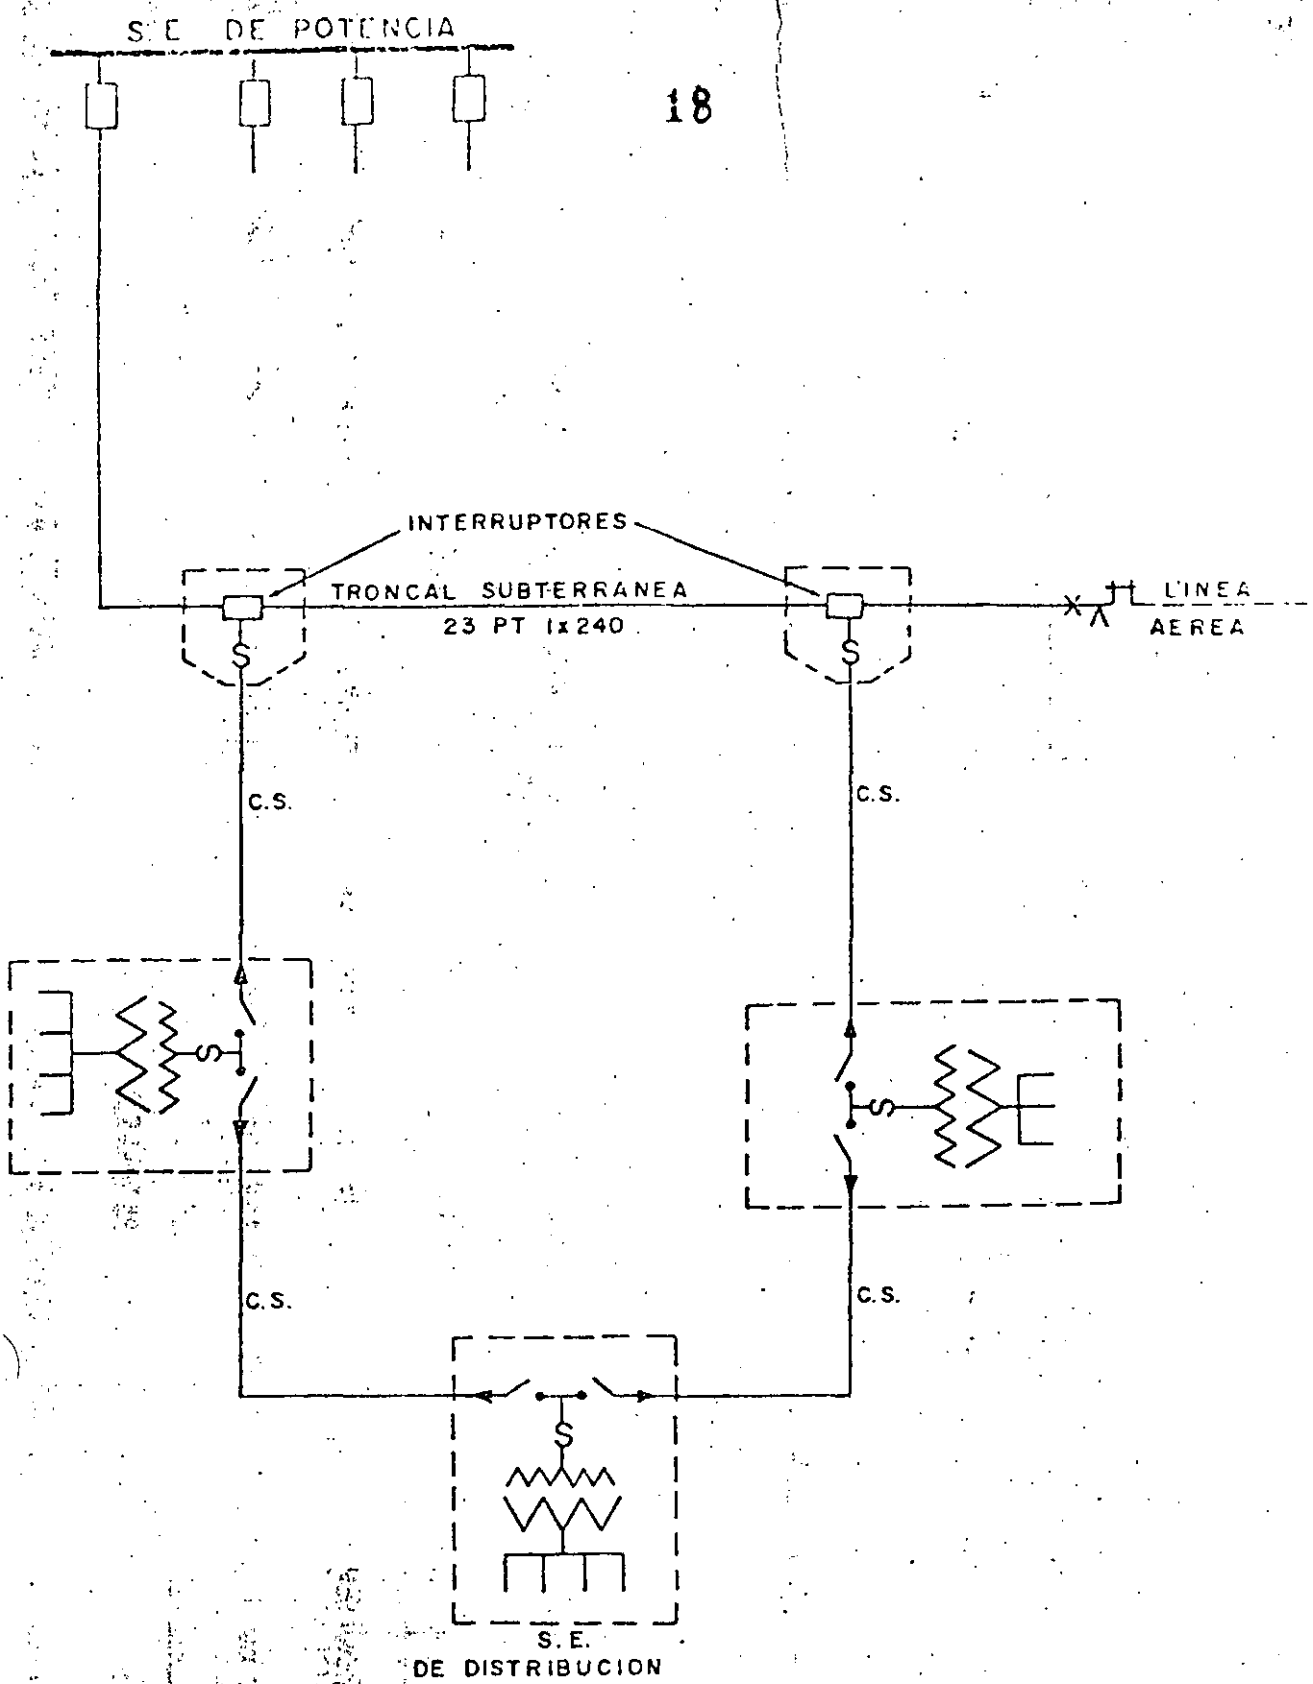 S.E DE POTENCIA
18
INTERRUPTORES
TRONCAL SUBTERRANEA
23 PT 1x240
LINEA
AEREA
C.S.
C.S.
C.S.
C.S.
S.E.
DE DISTRIBUCION